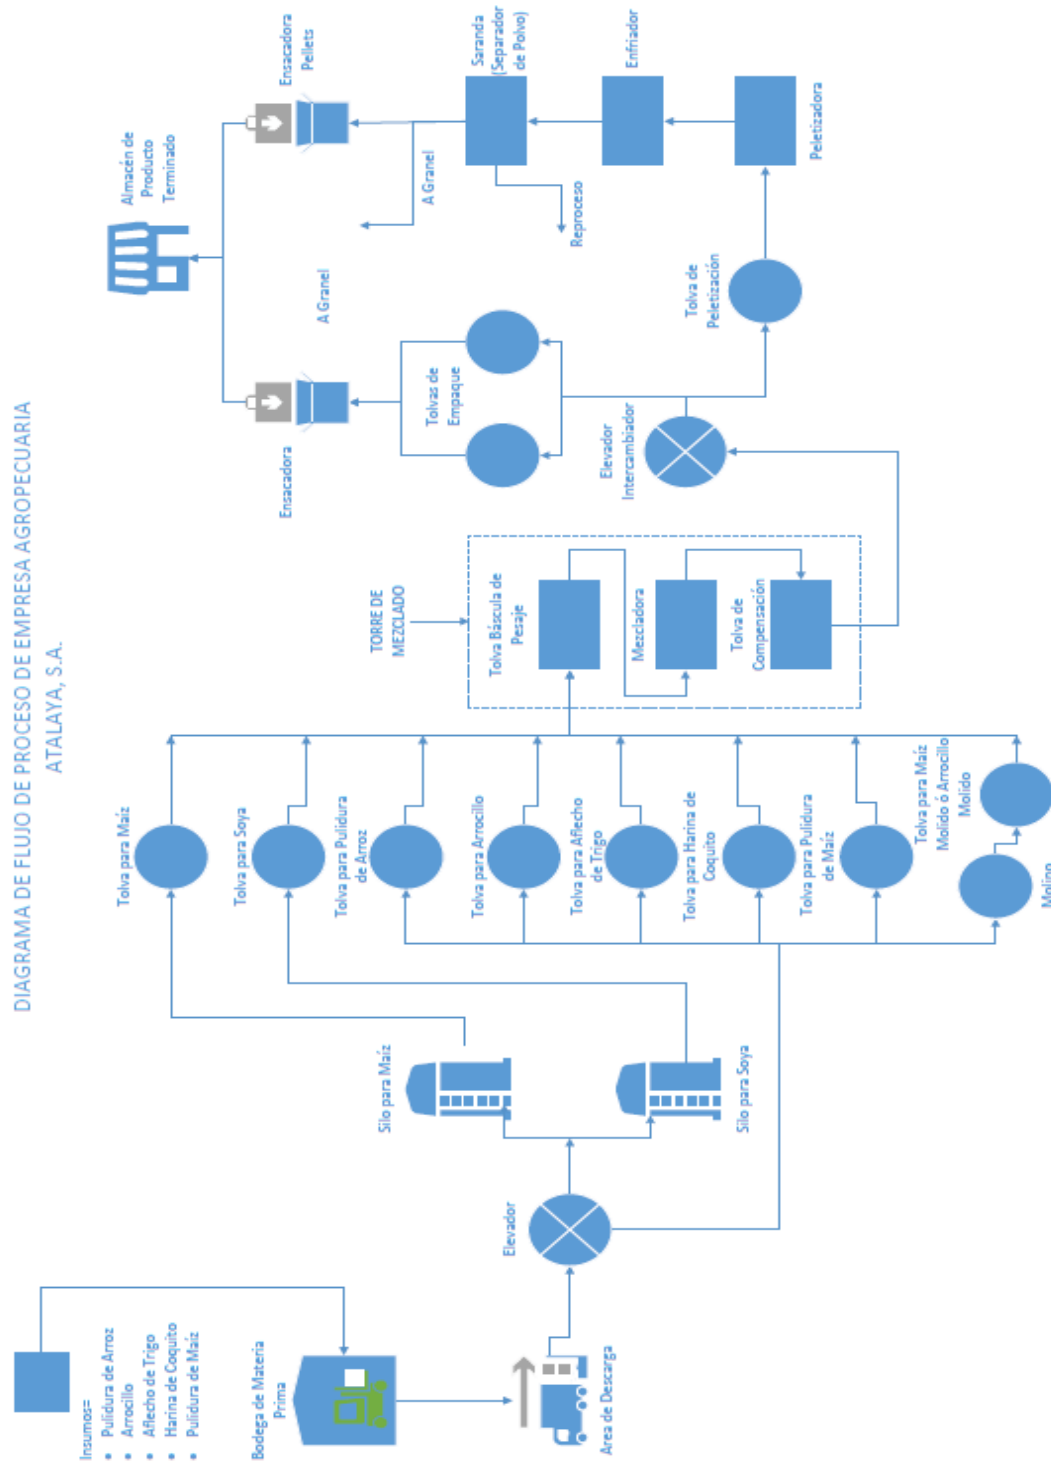 DIAGRAMA DE FLUJO DE PROCESO DE EMPRESA AGROPECUARIA
ATALAYA, S.A.
Insumos=
• Pulidura de Arroz
• Arrocillo
• Aflecho de Trigo
• Harina de Coquito
• Pulidura de Maíz
Bodega de Materia
Prima
Area de Descarga
Elevador
Silo para Maíz
Silo para Soya
Tolva para Maíz
Tolva para Soya
Tolva para Pulidura
de Arroz
Tolva para Arrocillo
Tolva para Aflecho
de Trigo
Tolva para Harina de
Coquito
Tolva para Pulidura
de Maíz
Tolva para Maíz
Molido ó Arrocillo
Molido
Molino
TORRE DE
MEZCLADO
Tolva Báscula de
Pesaje
Mezcladora
Tolva de
Compensación
Elevador
Intercambiador
Tolvas de
Empaque
Ensacadora
A Granel
Almacén de
Producto
Terminado
Tolva de
Peletización
Peletizadora
Enfriador
Saranda
(Separador
de Polvo)
Reproceso
A Granel
Ensacadora
Pellets